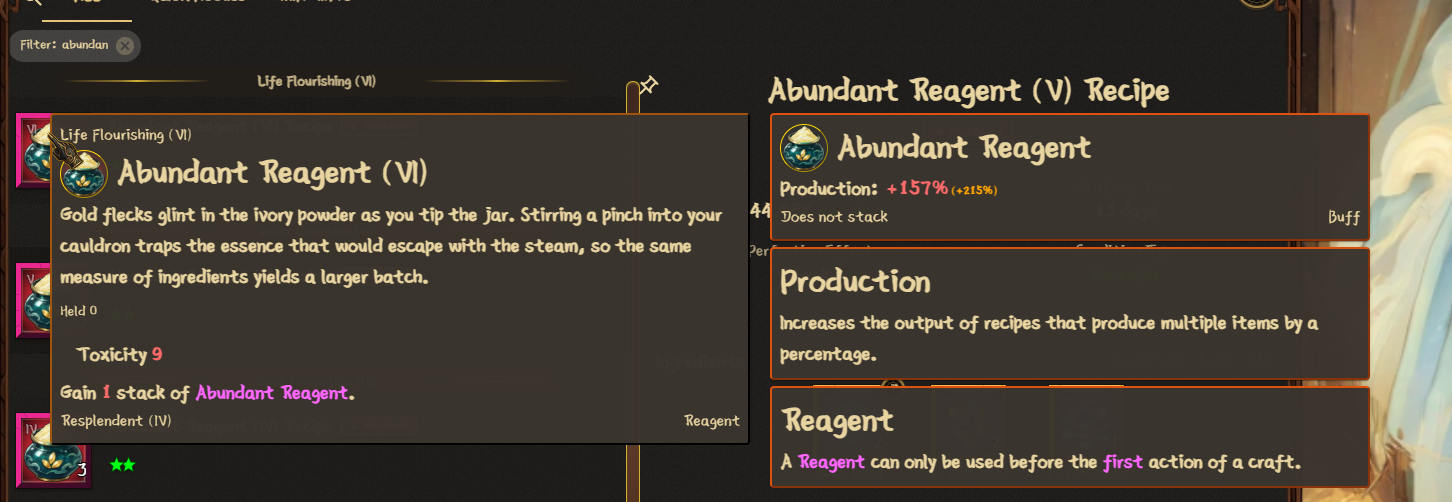 Filter: abundan
Life Flourishing (VI)
Abundant Reagent (V) Recipe
VI
Life Flourishing (VI)
Abundant Reagent (VI)
Gold flecks glint in the ivory powder as you tip the jar. Stirring a pinch into your
cauldron traps the essence that would escape with the steam, so the same
measure of ingredients yields a larger batch.
Held 0
Toxicity 9
Gain 1 stack of Abundant Reagent.
Resplendent (IV)
Reagent
V
IV
3
44
Abundant Reagent
Production: +157% (+215%)
Does not stack
Buff
Production
Increases the output of recipes that produce multiple items by a
percentage.
Reagent
A Reagent can only be used before the first action of a craft.